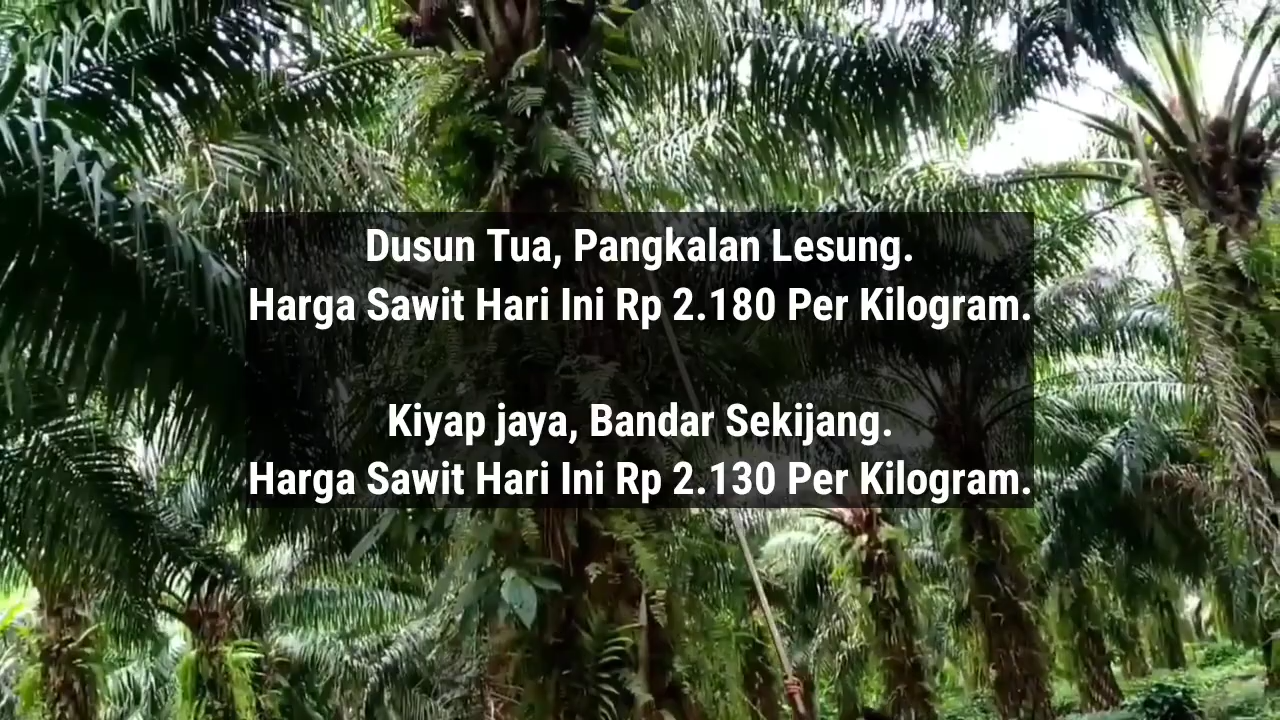 Dusun Tua, Pangkalan Lesung.
Harga Sawit Hari Ini Rp 2.180 Per Kilogram.
Kiyap jaya, Bandar Sekijang.
Harga Sawit Hari Ini Rp 2.130 Per Kilogram.